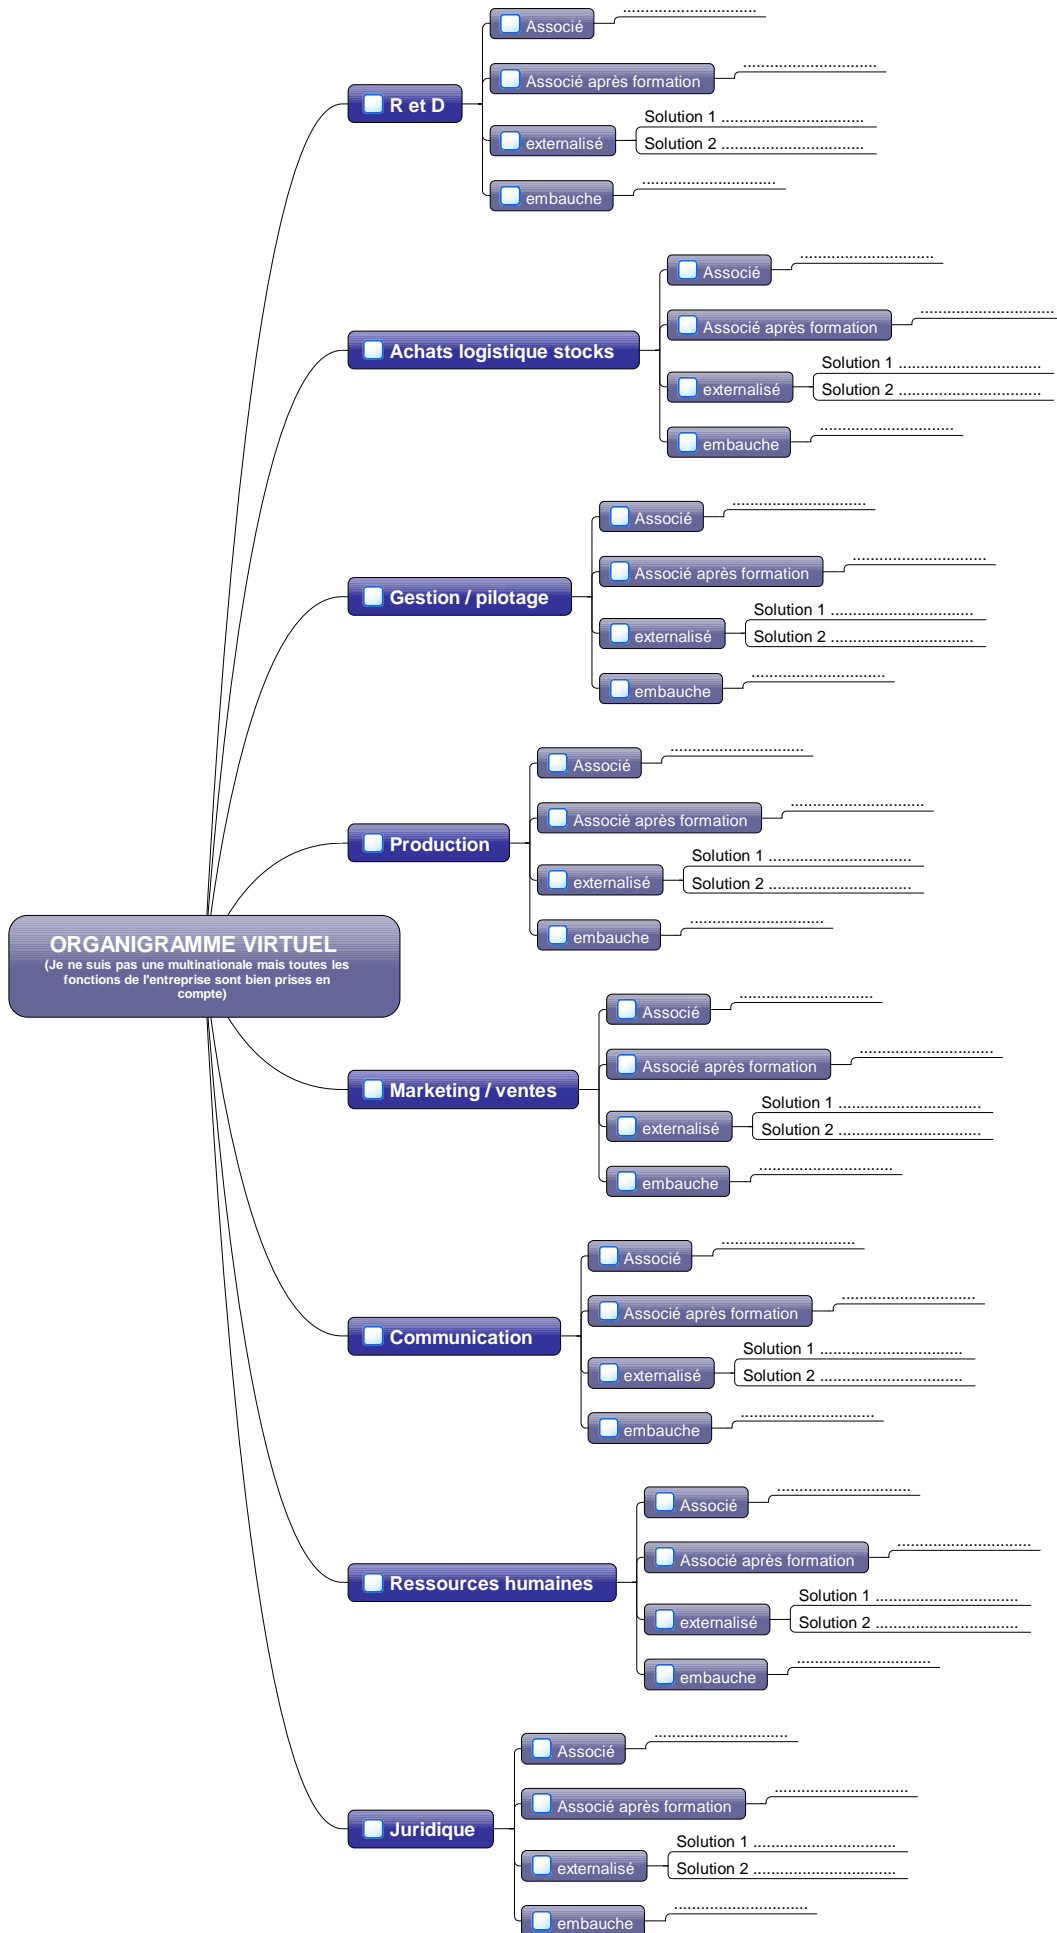 ..............................
Associé
..............................
Associé après formation
R et D
Solution 1 ................................
externalisé
Solution 2 ................................
..............................
embauche
..............................
Associé
..............................
Associé après formation
Achats logistique stocks
Solution 1 ................................
externalisé
Solution 2 ................................
..............................
embauche
..............................
Associé
..............................
Associé après formation
Gestion / pilotage
Solution 1 ................................
externalisé
Solution 2 ................................
..............................
embauche
..............................
Associé
..............................
Associé après formation
Production
Solution 1 ................................
externalisé
Solution 2 ................................
..............................
embauche
ORGANIGRAMME VIRTUEL
(Je ne suis pas une multinationale mais toutes les
fonctions de l'entreprise sont bien prises en
compte)
..............................
Associé
..............................
Associé après formation
Marketing / ventes
Solution 1 ................................
externalisé
Solution 2 ................................
..............................
embauche
..............................
Associé
..............................
Associé après formation
Communication
Solution 1 ................................
externalisé
Solution 2 ................................
..............................
embauche
..............................
Associé
..............................
Associé après formation
Ressources humaines
Solution 1 ................................
externalisé
Solution 2 ................................
..............................
embauche
..............................
Associé
..............................
Associé après formation
Juridique
Solution 1 ................................
externalisé
Solution 2 ................................
..............................
embauche